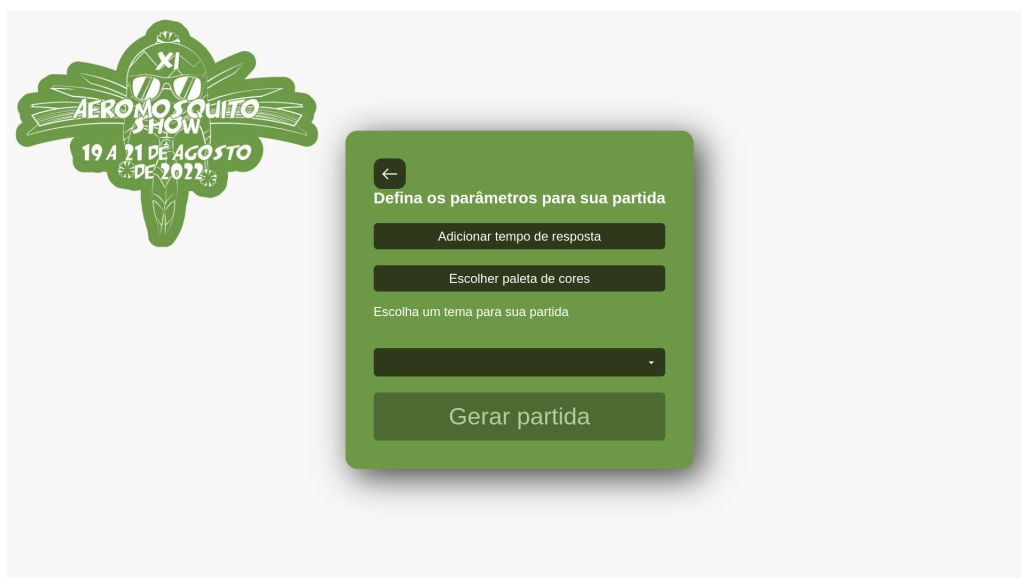 XI
AEROMOSQUITO
SHOW
19 A 21 DE AGOSTO
DE 2022
Defina os parâmetros para sua partida
Adicionar tempo de resposta
Escolher paleta de cores
Escolha um tema para sua partida
Gerar partida